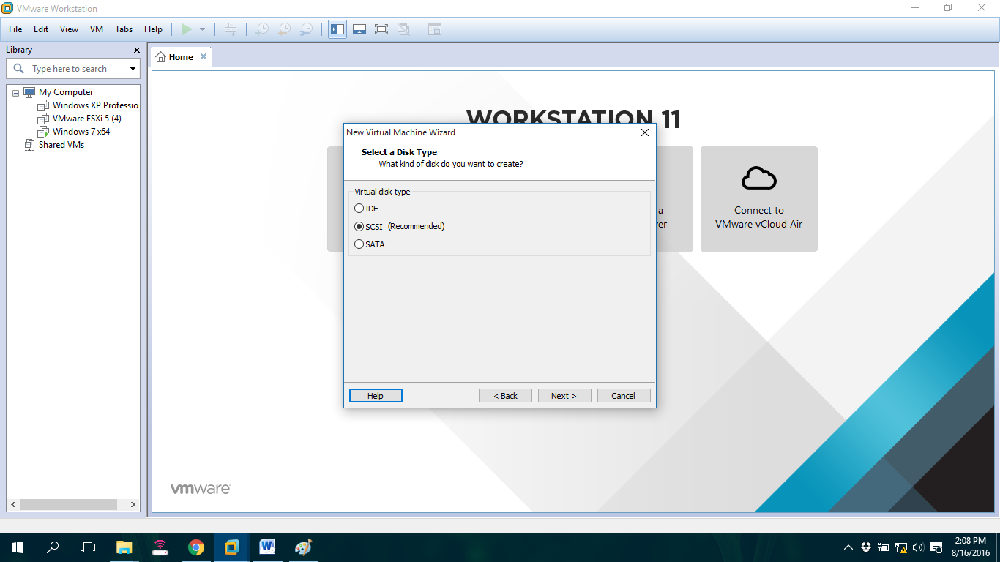 VMware Workstation
File Edit View VM Tabs Help
Library
Type here to search
My Computer
Windows XP Professio
VMware ESXi 5 (4)
Windows 7 x64
Shared VMs
Home
WORKSTATION 11
New Virtual Machine Wizard
Select a Disk Type
What kind of disk do you want to create?
Virtual disk type
IDE
SCSI (Recommended)
SATA
Help < Back Next > Cancel
a
ver
Connect to
VMware vCloud Air
vmware
2:08 PM
8/16/2016